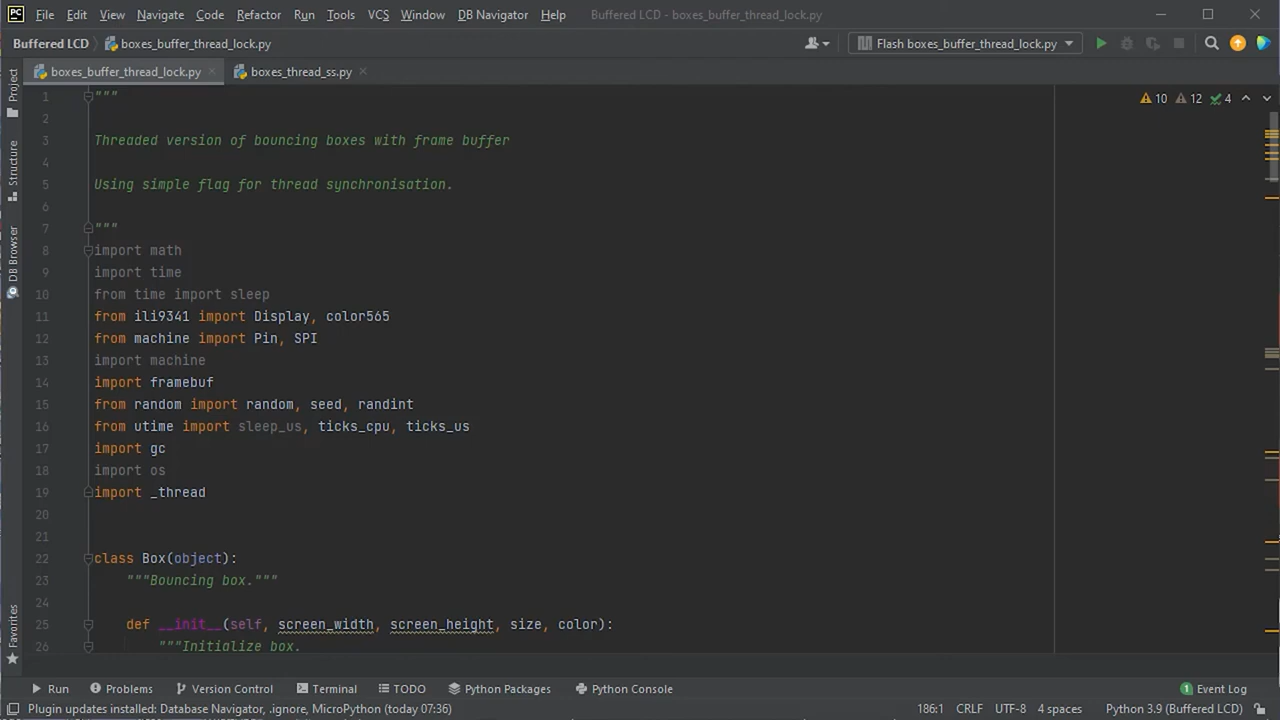 PC File Edit View Navigate Code Refactor Run Tools VCS Window DB Navigator Help Buffered LCD - boxes_buffer_thread_lock.py
Buffered LCD boxes_buffer_thread_lock.py Flash boxes_buffer_thread_lock.py
boxes_buffer_thread_lock.py boxes_thread_ss.py
Project
Structure
DB Browser
Favorites
10 12 4
1 """
2
3 Threaded version of bouncing boxes with frame buffer
4
5 Using simple flag for thread synchronisation.
6
7 """
8 import math
9 import time
10 from time import sleep
11 from ili9341 import Display, color565
12 from machine import Pin, SPI
13 import machine
14 import framebuf
15 from random import random, seed, randint
16 from utime import sleep_us, ticks_cpu, ticks_us
17 import gc
18 import os
19 import _thread
20
21
22 class Box(object):
23 """Bouncing box."""
24
25 def __init__(self, screen_width, screen_height, size, color):
26 """Initialize box.
Run Problems Version Control Terminal TODO Python Packages Python Console 1 Event Log
Plugin updates installed: Database Navigator, .ignore, MicroPython (today 07:36) 186:1 CRLF UTF-8 4 spaces Python 3.9 (Buffered LCD)